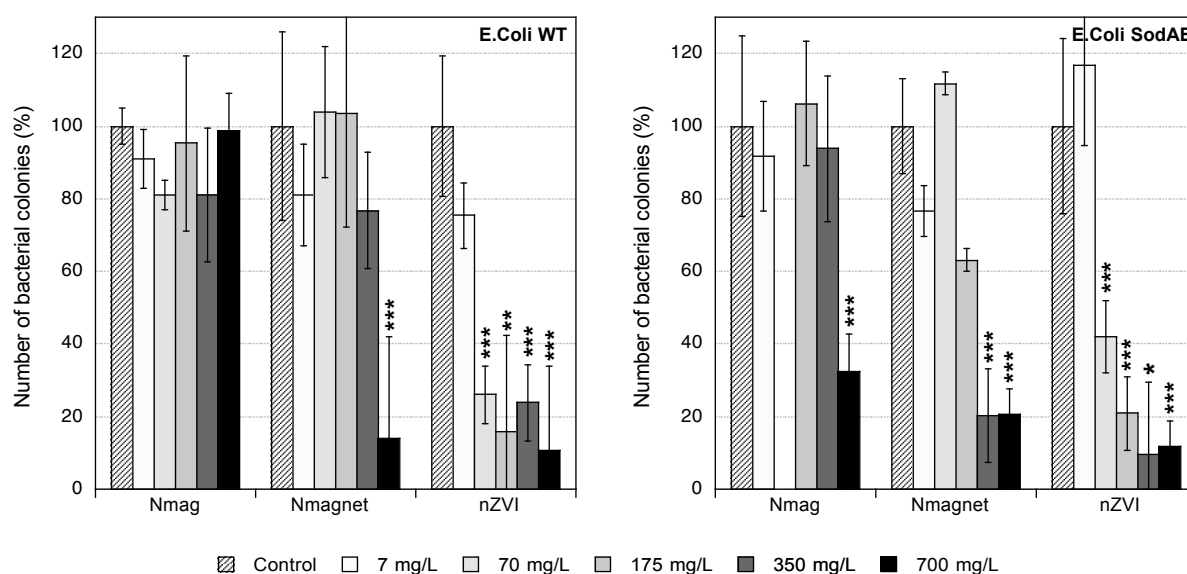 E.Coli WT
Number of bacterial colonies (%)
120
100
80
60
40
20
0
***
***
**
***
***
Nmag
Nmagnet
nZVI
E.Coli SodAB
Number of bacterial colonies (%)
120
100
80
60
40
20
0
***
***
***
***
***
*
***
Nmag
Nmagnet
nZVI
Control
7 mg/L
70 mg/L
175 mg/L
350 mg/L
700 mg/L